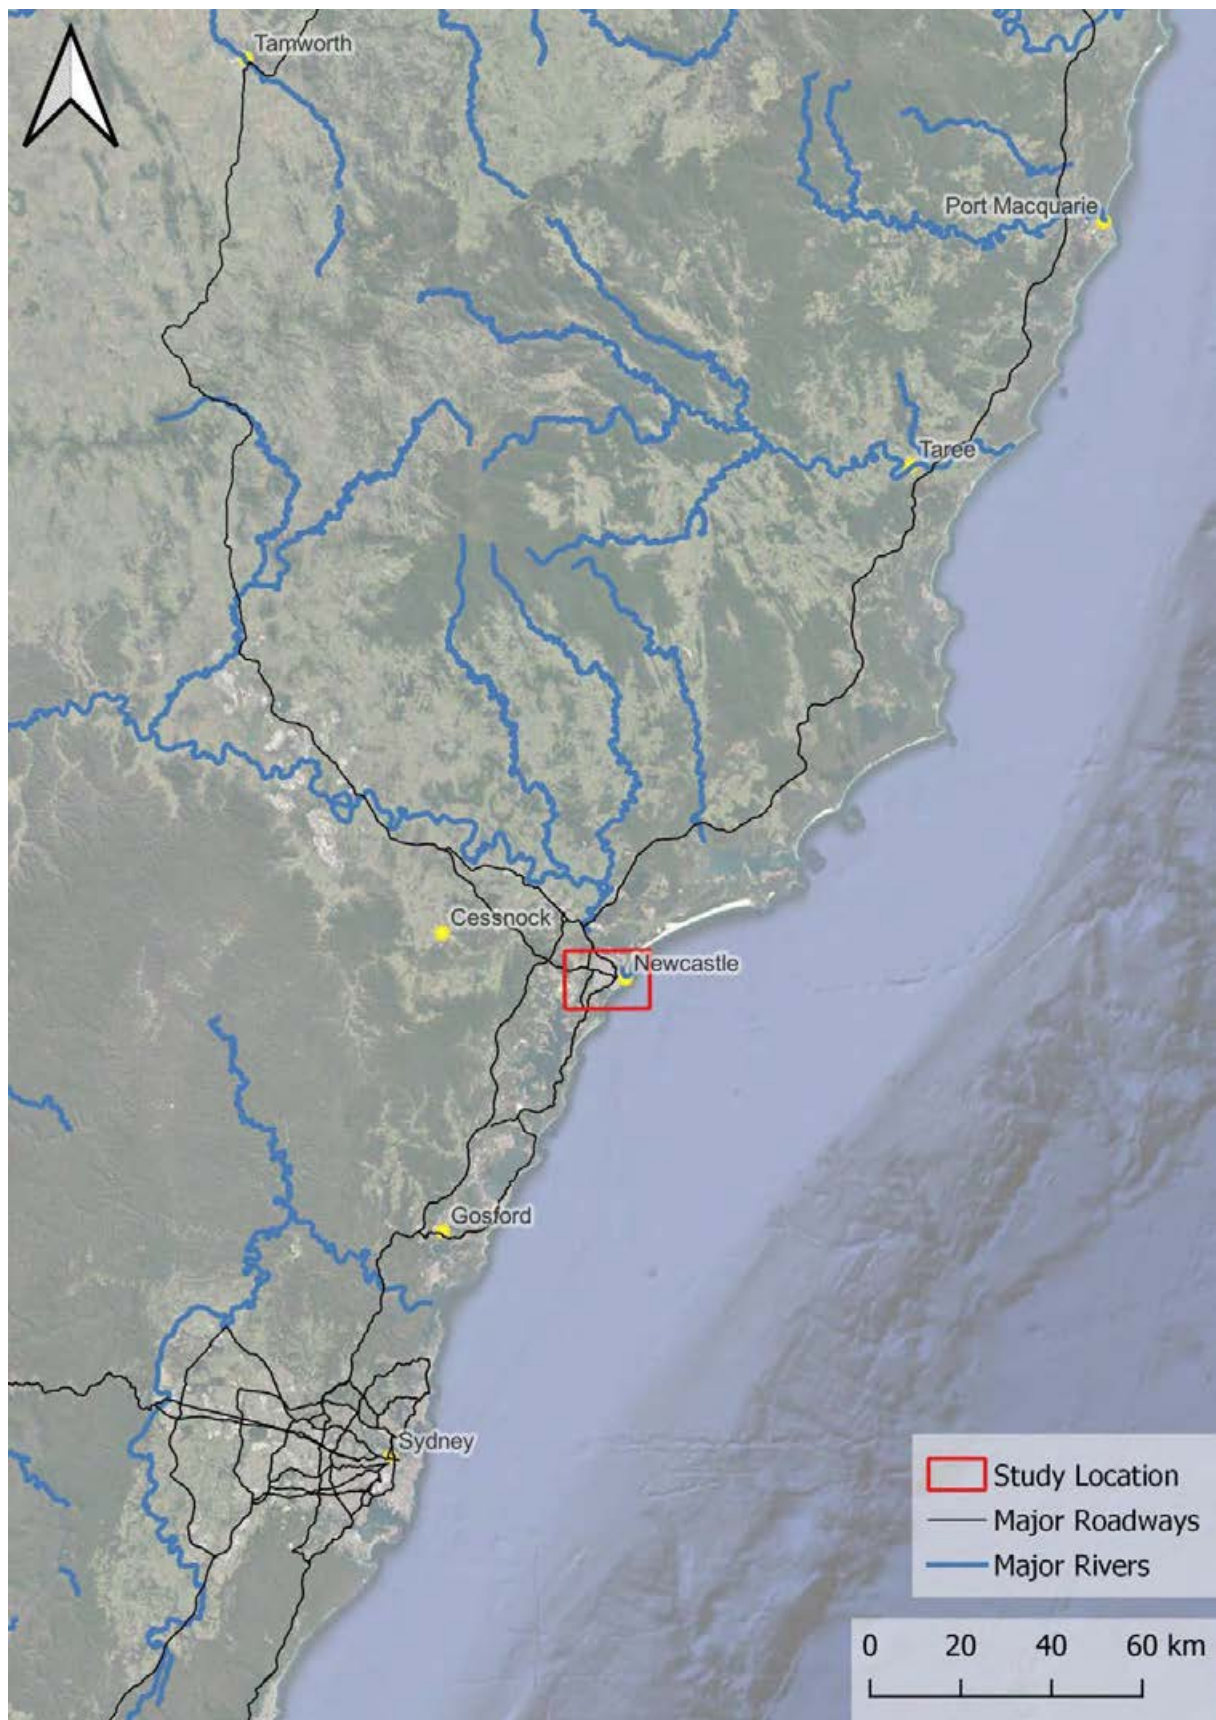 Tamworth
Port Macquarie
Taree
Cessnock
Newcastle
Gosford
Sydney
Study Location
Major Roadways
Major Rivers
0 20 40 60 km